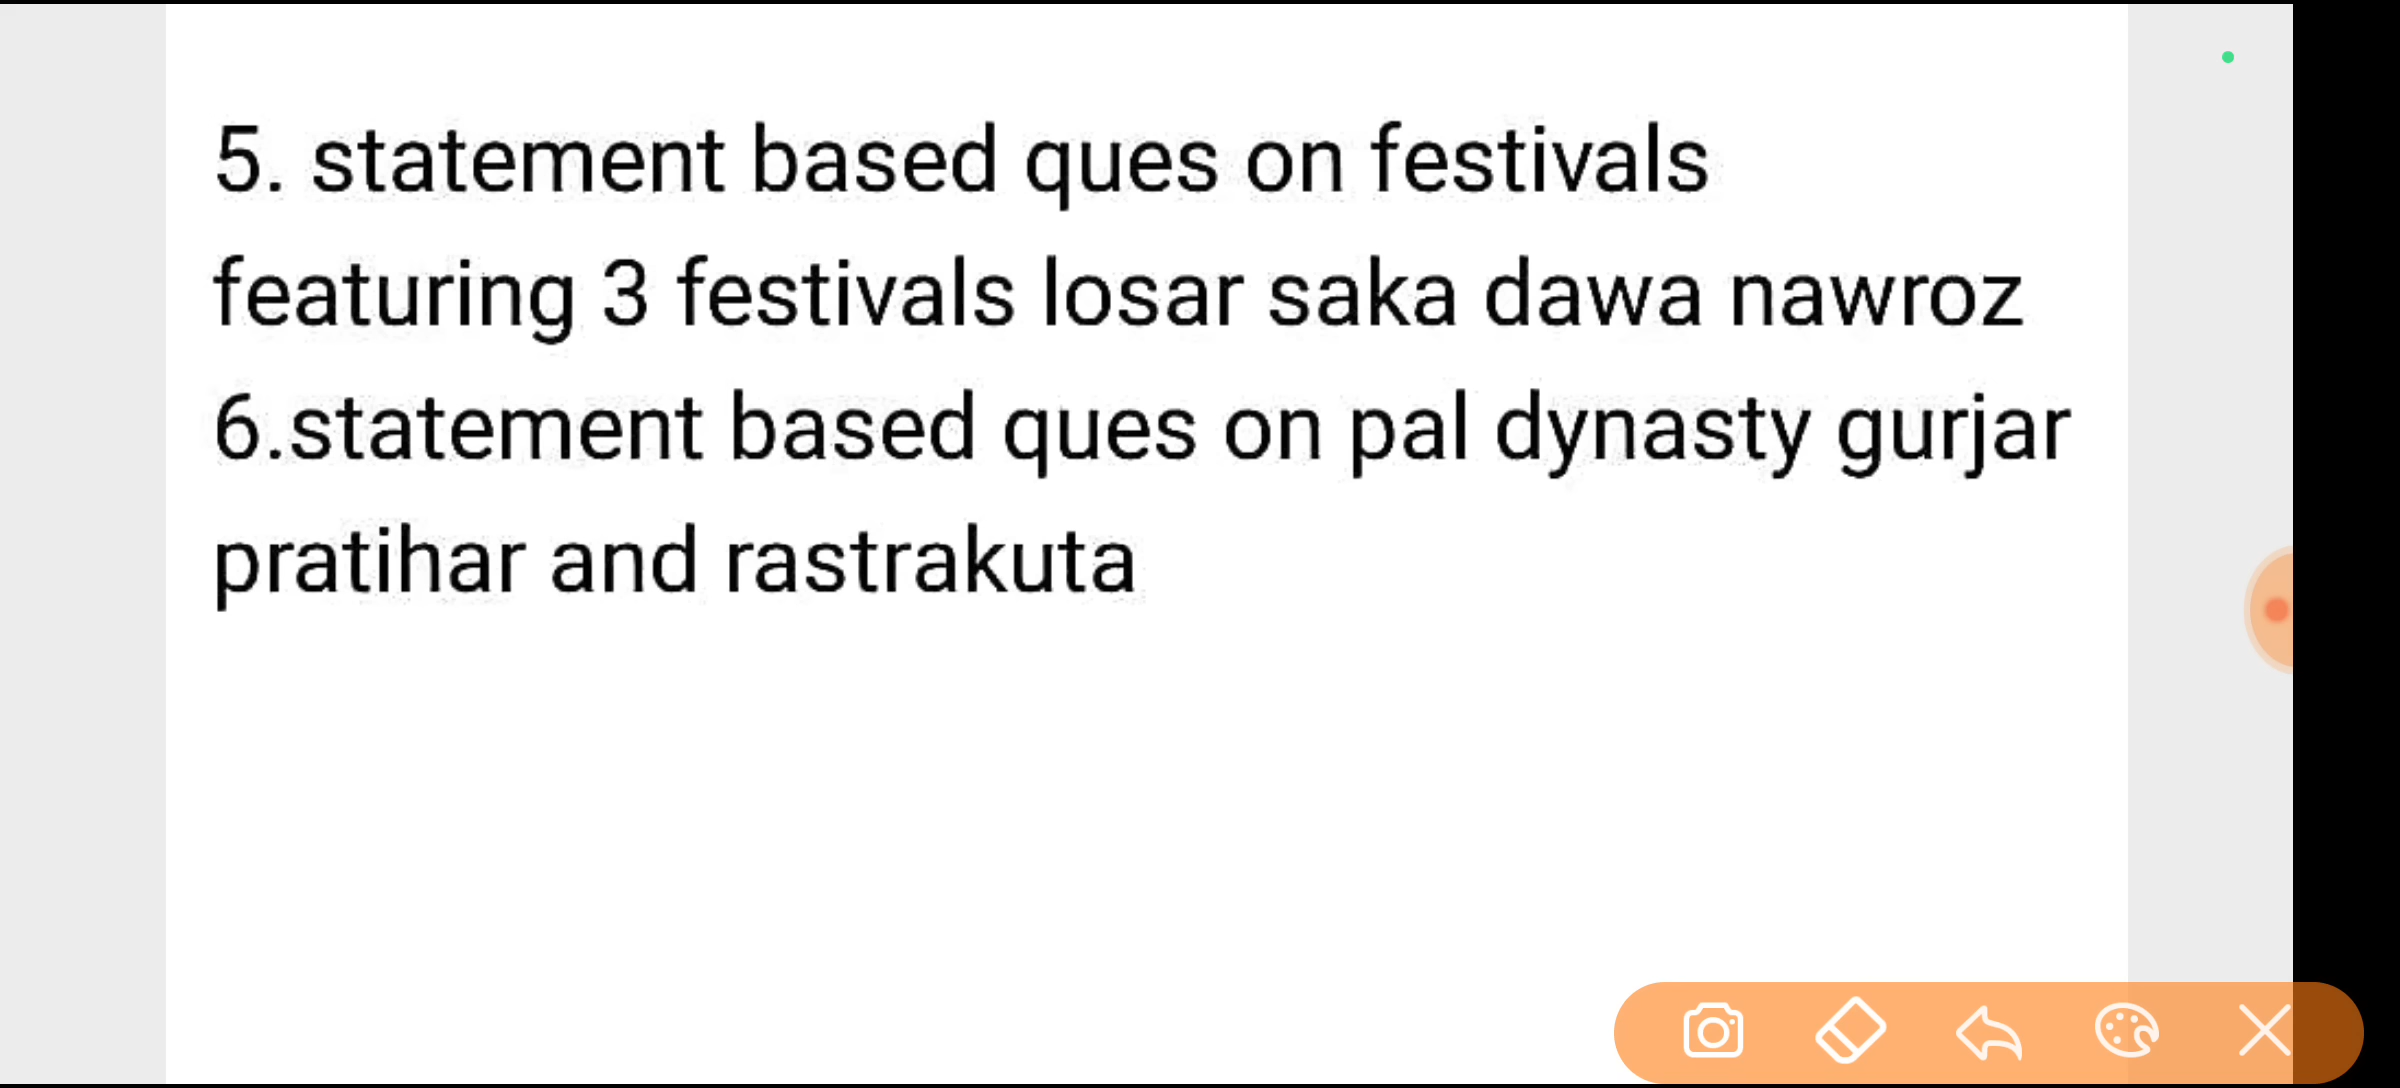 5. statement based ques on festivals
featuring 3 festivals losar saka dawa nawroz
6.statement based ques on pal dynasty gurjar
pratihar and rastrakuta